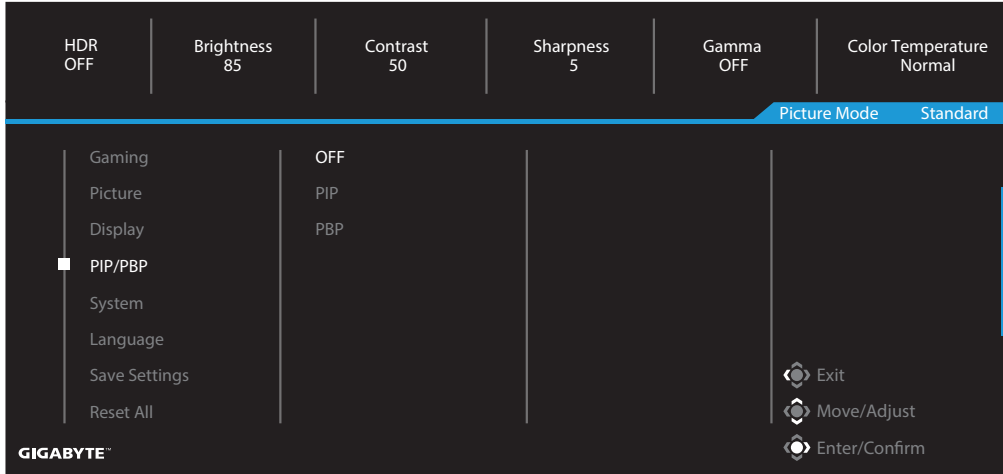 HDR Brightness Contrast Sharpness Gamma Color Temperature
OFF 85 50 5 OFF Normal
Picture Mode Standard
Gaming OFF
Picture PIP
Display PBP
PIP/PBP
System
Language
Save Settings
Exit
Reset All
Move/Adjust
GIGABYTE™
Enter/Confirm